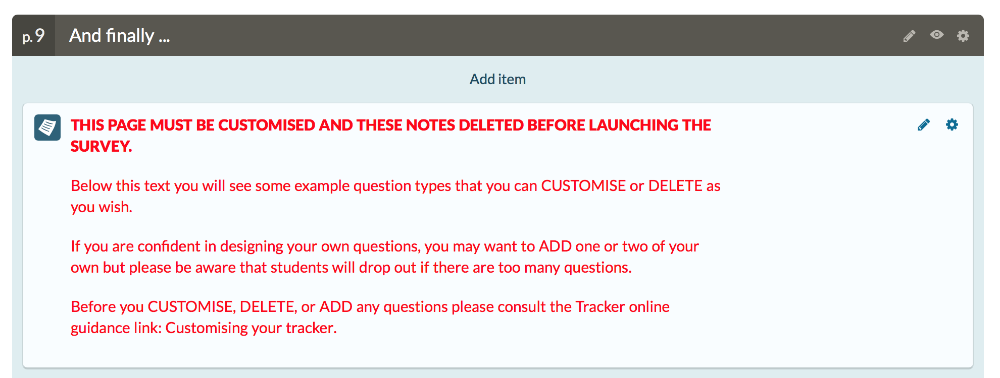 p.9 And finally ...
Add item
THIS PAGE MUST BE CUSTOMISED AND THESE NOTES DELETED BEFORE LAUNCHING THE
SURVEY.
Below this text you will see some example question types that you can CUSTOMISE or DELETE as
you wish.
If you are confident in designing your own questions, you may want to ADD one or two of your
own but please be aware that students will drop out if there are too many questions.
Before you CUSTOMISE, DELETE, or ADD any questions please consult the Tracker online
guidance link: Customising your tracker.